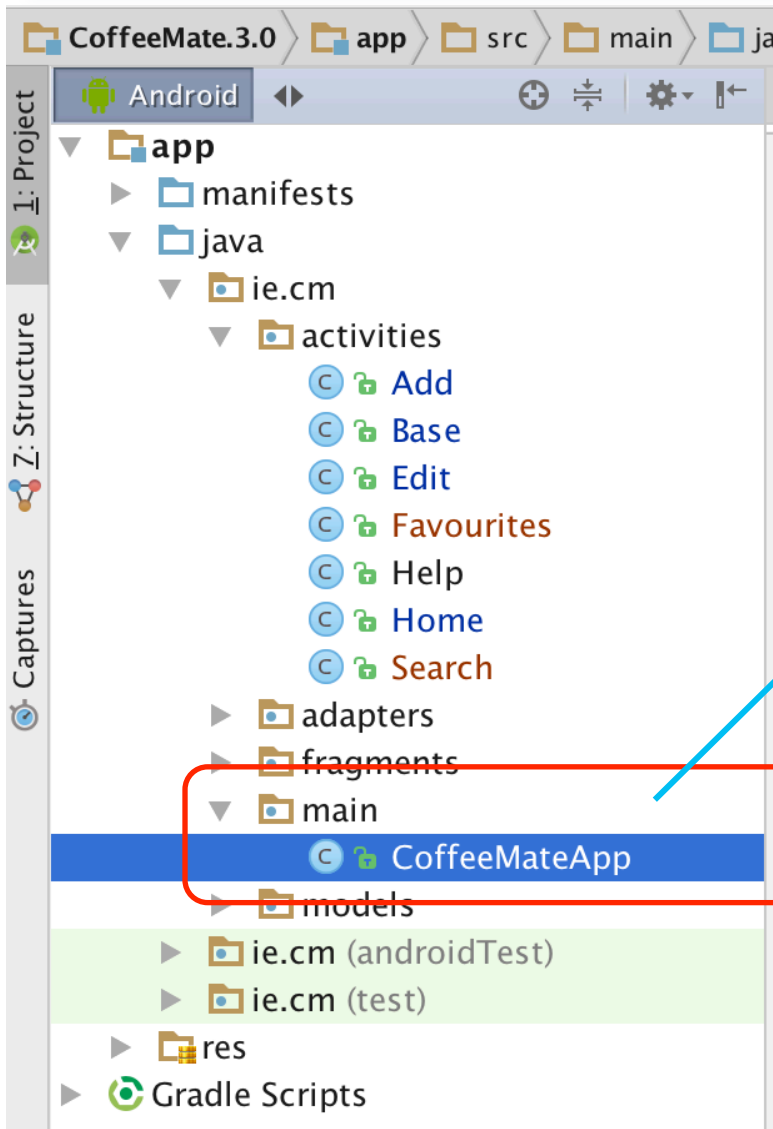 CoffeeMate.3.0 app src main ja
1: Project
7: Structure
Captures
Android
app
manifests
java
ie.cm
activities
C Add
C Base
C Edit
C Favourites
C Help
C Home
C Search
adapters
fragments
main
C CoffeeMateApp
models
ie.cm (androidTest)
ie.cm (test)
res
Gradle Scripts